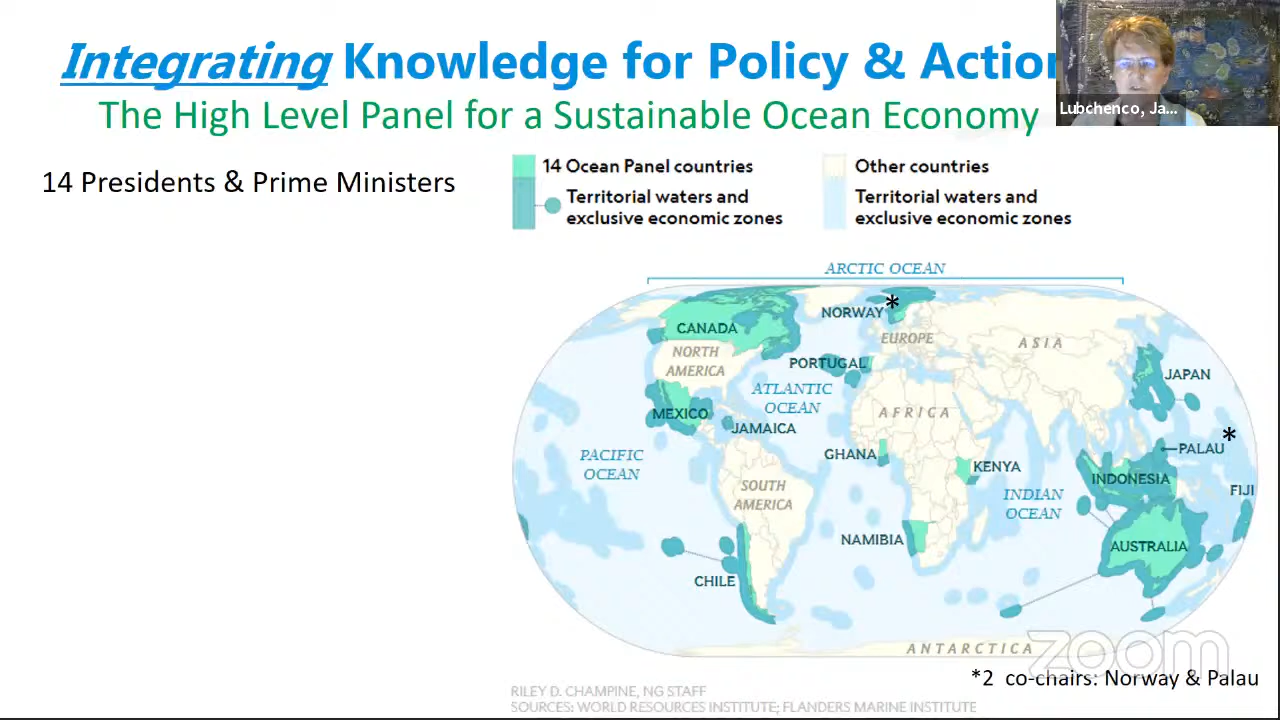 Integrating Knowledge for Policy & Action
The High Level Panel for a Sustainable Ocean Economy
Lubchenco, Ja...
14 Presidents & Prime Ministers
14 Ocean Panel countries
Territorial waters and
exclusive economic zones
Other countries
Territorial waters and
exclusive economic zones
ARCTIC OCEAN
NORWAY *
CANADA
EUROPE
ASIA
NORTH
AMERICA
PORTUGAL
JAPAN
ATLANTIC
OCEAN
MEXICO
AFRICA
JAMAICA
*
PALAU
GHANA
PACIFIC
OCEAN
KENYA
INDONESIA
SOUTH
AMERICA
INDIAN
OCEAN
FIJI
NAMIBIA
AUSTRALIA
CHILE
ANTARCTICA
zoom
*2 co-chairs: Norway & Palau
RILEY D. CHAMPINE, NG STAFF
SOURCES: WORLD RESOURCES INSTITUTE; FLANDERS MARINE INSTITUTE